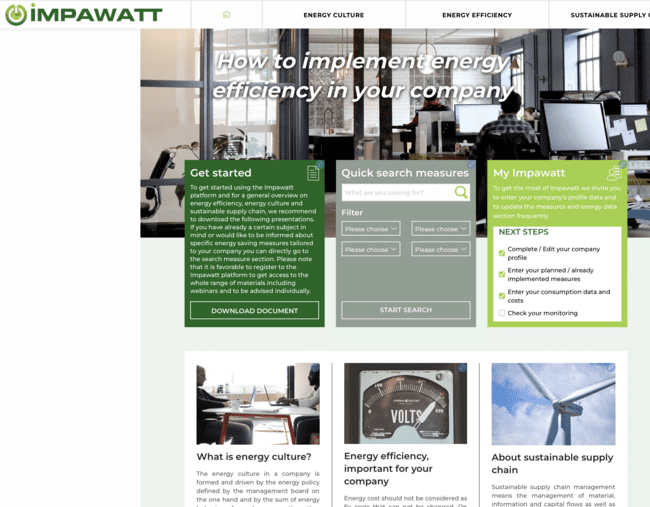 IMPAWATT
ENERGY CULTURE
ENERGY EFFICIENCY
SUSTAINABLE SUPPLY
How to implement energy
efficiency in your company
Get started
To get started using the Impawatt
platform and for a general overview on
energy efficiency, energy culture and
sustainable supply chain, we recommend
to download the following presentations.
If you have already a certain subject in
mind or would like to be informed about
specific energy saving measures tailored
to your company you can directly go to
the search measure section. Please note
that it is favorable to register to the
Impawatt platform to get access to the
whole range of materials including
webinars and to be advised individually.
DOWNLOAD DOCUMENT
Quick search measures
What are you looking for?
Filter
Please choose
Please choose
Please choose
Please choose
START SEARCH
My Impawatt
To get the most of Impawatt we invite you
to enter your company's profile data and
to update the measures and energy data
section frequently.
NEXT STEPS
Complete / Edit your company
profile
Enter your planned / already
implemented measures
Enter your consumption data and
costs
Check your monitoring
VOLTS
What is energy culture?
The energy culture in a company is
formed and driven by the energy policy
defined by the management board on
the one hand and by the sum of energy
Energy efficiency,
important for your
company
Energy cost should not be considered as
About sustainable supply
chain
Sustainable supply chain management
means the management of material,
information and capital flows as well as